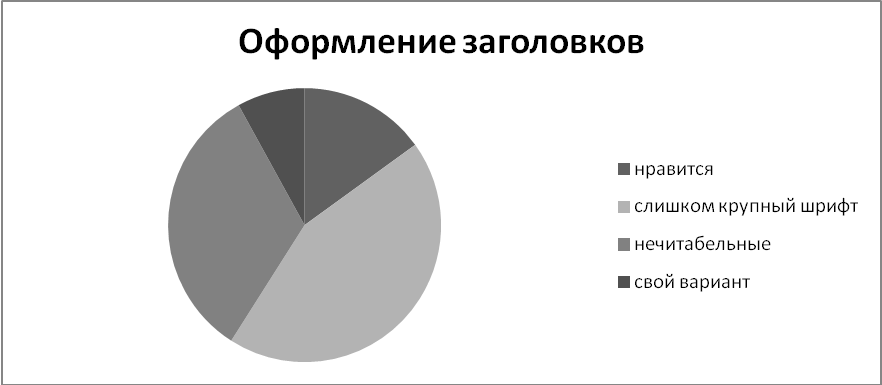 Оформление заголовков
нравится
слишком крупный шрифт
нечитабельные
свой вариант